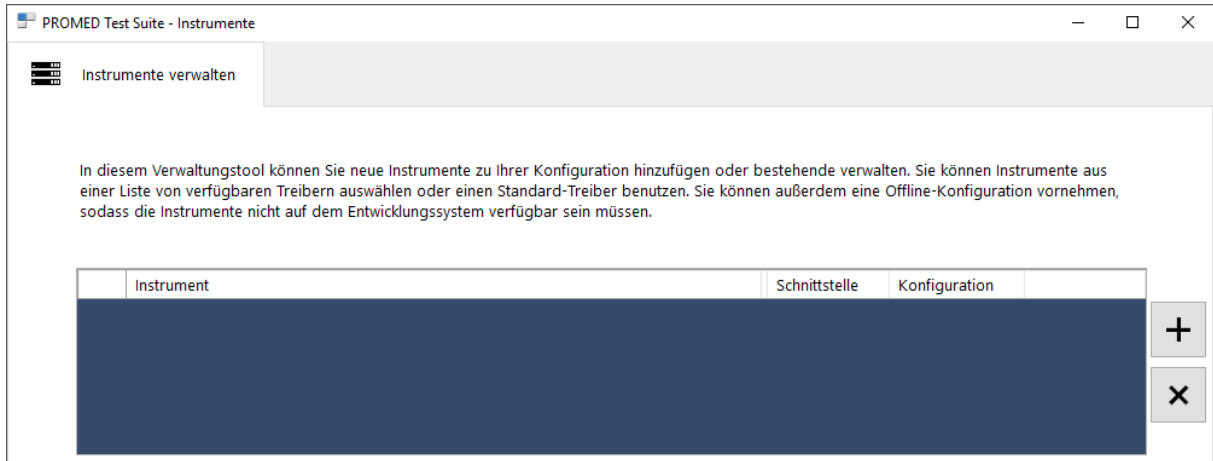 PROMED Test Suite - Instrumente
Instrumente verwalten
In diesem Verwaltungstool können Sie neue Instrumente zu Ihrer Konfiguration hinzufügen oder bestehende verwalten. Sie können Instrumente aus
einer Liste von verfügbaren Treibern auswählen oder einen Standard-Treiber benutzen. Sie können außerdem eine Offline-Konfiguration vornehmen,
sodass die Instrumente nicht auf dem Entwicklungssystem verfügbar sein müssen.
Instrument Schnittstelle Konfiguration